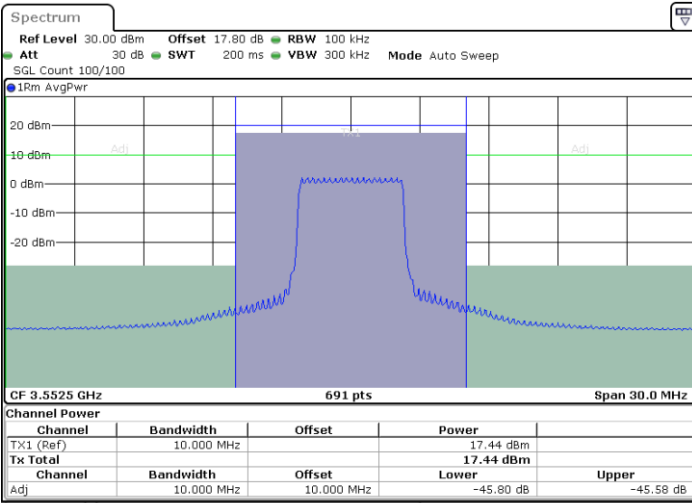 Spectrum
Ref Level 30.00 dBm Offset 17.80 dB RBW 100 kHz
Att 30 dB SWT 200 ms VBW 300 kHz Mode Auto Sweep
SGL Count 100/100
1Rm AvgPwr
20 dBm
TX1
Adj Adj
10 dBm
0 dBm
-10 dBm
-20 dBm
CF 3.5525 GHz 691 pts Span 30.0 MHz
Channel Power
Channel Bandwidth Offset Power
TX1 (Ref) 10.000 MHz 17.44 dBm
Tx Total 17.44 dBm
Channel Bandwidth Offset Lower Upper
Adj 10.000 MHz 10.000 MHz -45.80 dB -45.58 dB